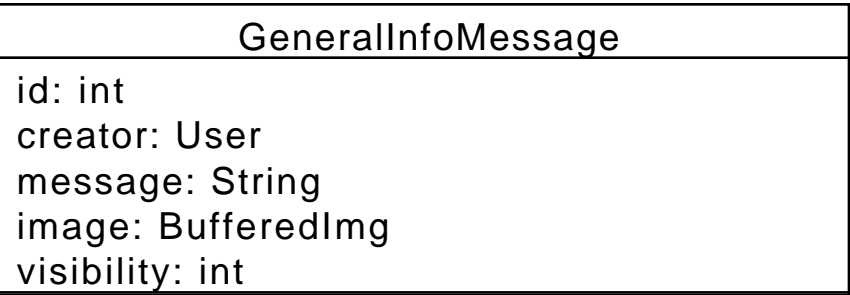 GeneralInfoMessage
id: int
creator: User
message: String
image: BufferedImg
visibility: int